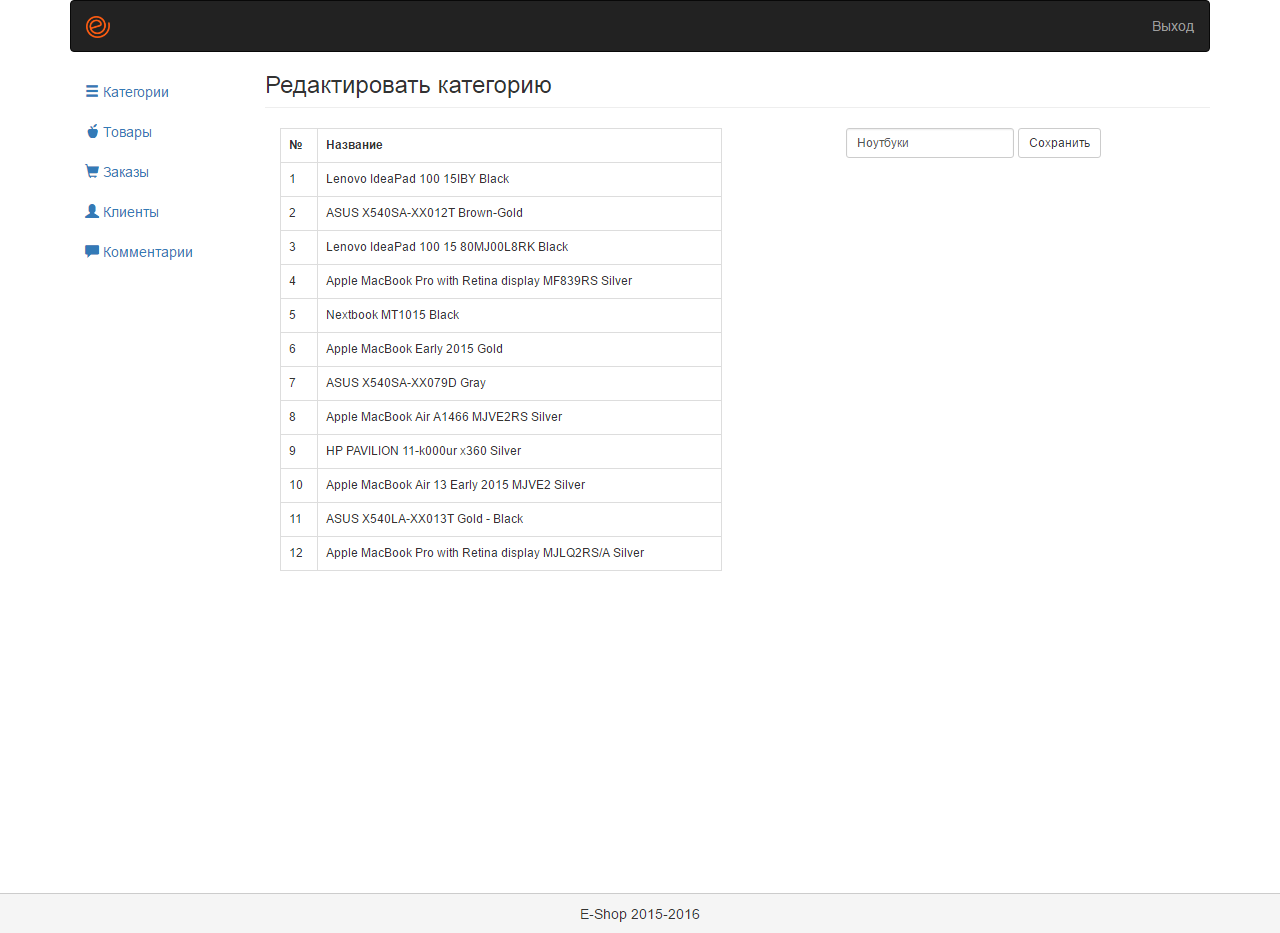 Выход
Категории
Товары
Заказы
Клиенты
Комментарии
Редактировать категорию
№ Название
1 Lenovo IdeaPad 100 15IBY Black
2 ASUS X540SA-XX012T Brown-Gold
3 Lenovo IdeaPad 100 15 80MJ00L8RK Black
4 Apple MacBook Pro with Retina display MF839RS Silver
5 Nextbook MT1015 Black
6 Apple MacBook Early 2015 Gold
7 ASUS X540SA-XX079D Gray
8 Apple MacBook Air A1466 MJVE2RS Silver
9 HP PAVILION 11-k000ur x360 Silver
10 Apple MacBook Air 13 Early 2015 MJVE2 Silver
11 ASUS X540LA-XX013T Gold - Black
12 Apple MacBook Pro with Retina display MJLQ2RS/A Silver
Ноутбуки Сохранить
E-Shop 2015-2016